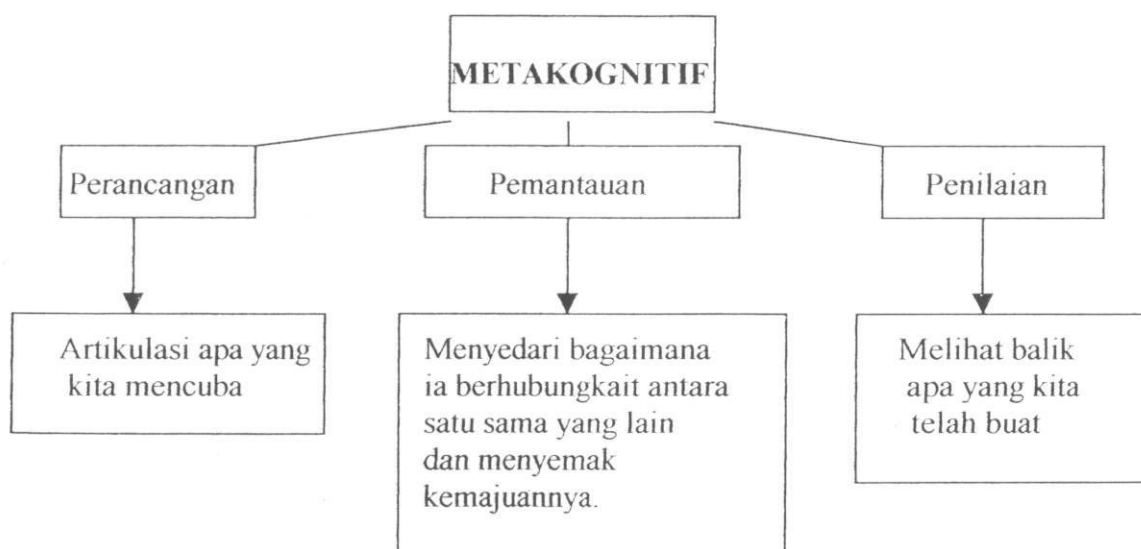 METAKOGNITIF
Perancangan
Pemantauan
Penilaian
Artikulasi apa yang
kita mencuba
Menyedari bagaimana
ia berhubungkait antara
satu sama yang lain
dan menyemak
kemajuannya.
Melihat balik
apa yang kita
telah buat